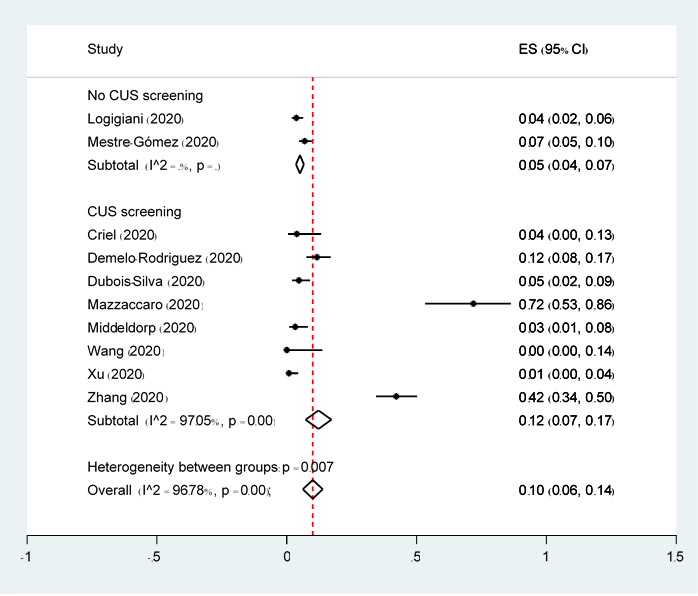 Study ES (95% CI)
No CUS screening
Logigiani (2020) 0.04 (0.02, 0.06)
Mestre-Gómez (2020) 0.07 (0.05, 0.10)
Subtotal (I^2 = .%, p = .) 0.05 (0.04, 0.07)
CUS screening
Criel (2020) 0.04 (0.00, 0.13)
Demelo-Rodriguez (2020) 0.12 (0.08, 0.17)
Dubois-Silva (2020) 0.05 (0.02, 0.09)
Mazzaccaro (2020) 0.72 (0.53, 0.86)
Middeldorp (2020) 0.03 (0.01, 0.08)
Wang (2020) 0.00 (0.00, 0.14)
Xu (2020) 0.01 (0.00, 0.04)
Zhang (2020) 0.42 (0.34, 0.50)
Subtotal (I^2 = 97.05%, p = 0.00) 0.12 (0.07, 0.17)
Heterogeneity between groups: p = 0.007
Overall (I^2 = 96.78%, p = 0.00); 0.10 (0.06, 0.14)
-1 -.5 0 .5 1 1.5